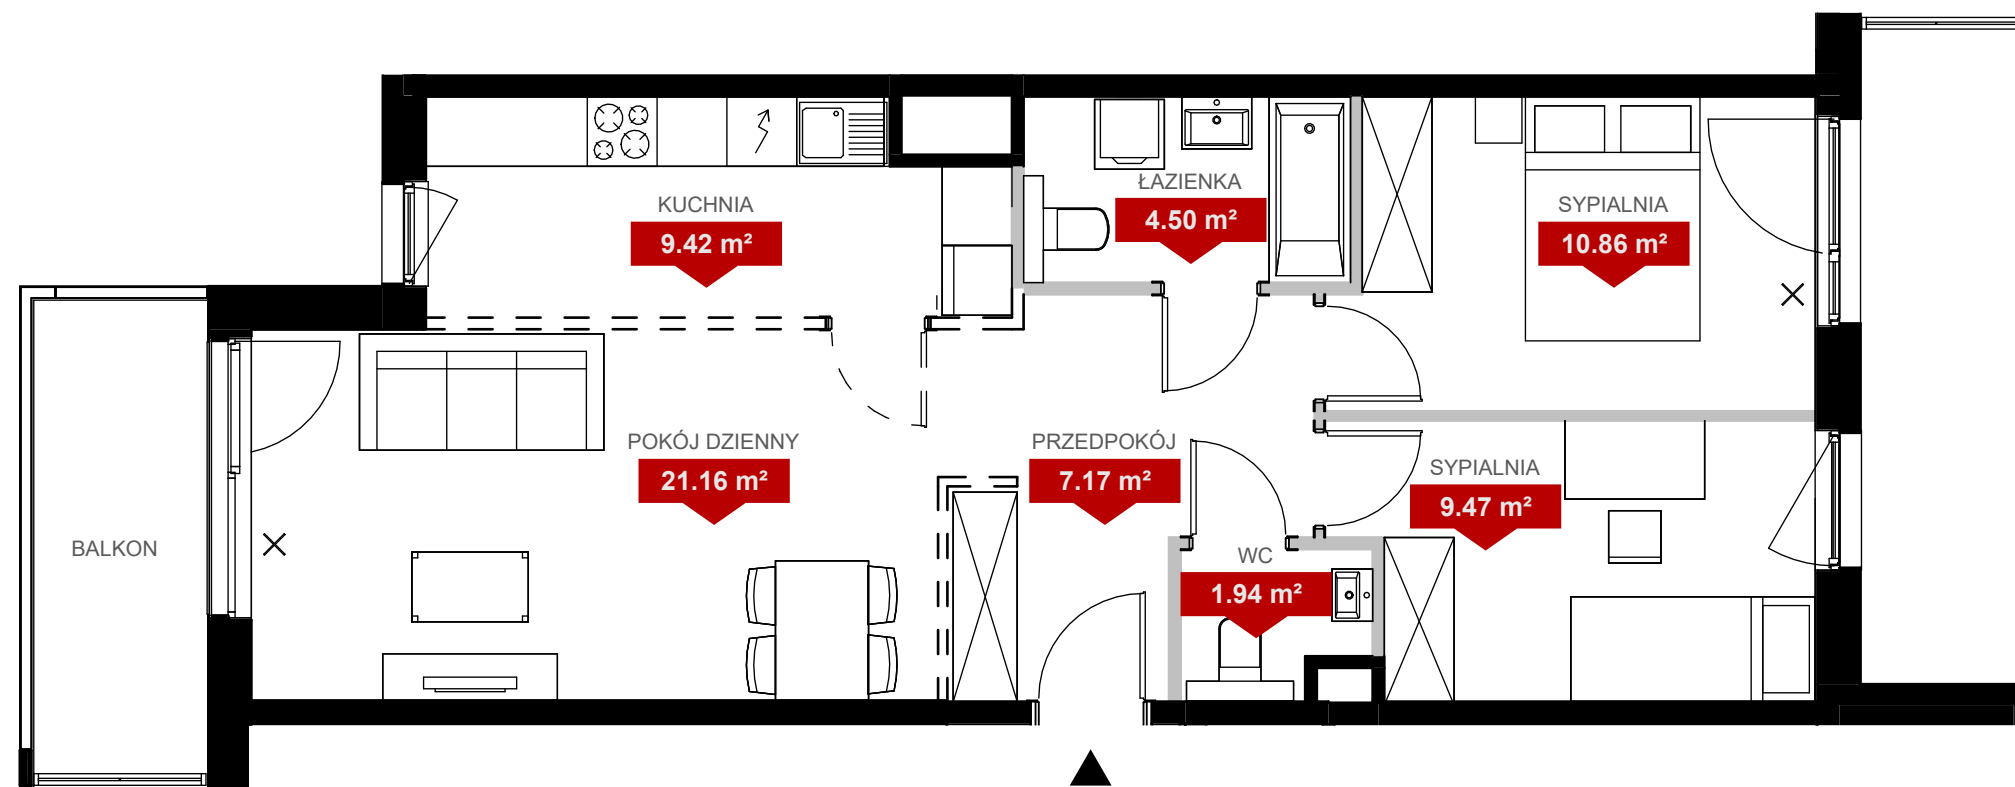 KUCHNIA
9.42 m²
ŁAZIENKA
4.50 m²
SYPIALNIA
10.86 m²
POKÓJ DZIENNY
21.16 m²
PRZEDPOKÓJ
7.17 m²
SYPIALNIA
9.47 m²
BALKON
WC
1.94 m²